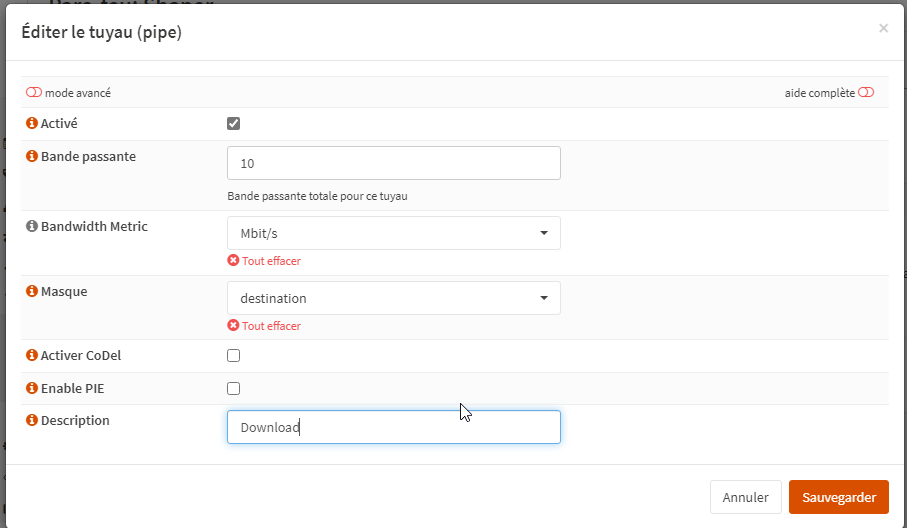 Éditer le tuyau (pipe)
×
mode avancé
aide complète
Activé
Bande passante
10
Bande passante totale pour ce tuyau
Bandwidth Metric
Mbit/s
Tout effacer
Masque
destination
Tout effacer
Activer CoDel
Enable PIE
Description
Download
Annuler
Sauvegarder